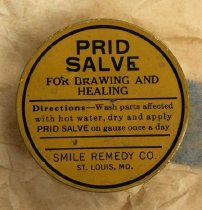 PRID
SALVE
FOR DRAWING AND
HEALING
Directions—Wash parts affected
with hot water, dry and apply
PRID SALVE on gauze once a day
SMILE REMEDY CO.
ST. LOUIS, MO.